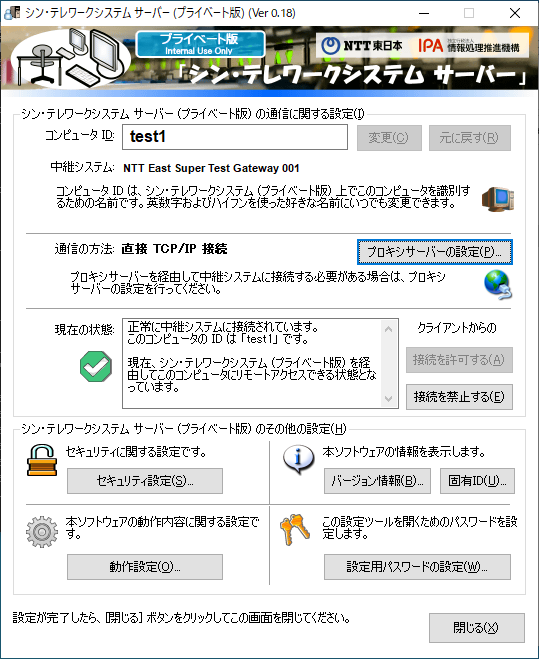 シン・テレワークシステム サーバー (プライベート版) (Ver 0.18)
プライベート版
Internal Use Only
NTT東日本
IPA 独立行政法人 情報処理推進機構
「シン・テレワークシステム サーバー」
シン・テレワークシステム サーバー (プライベート版) の通信に関する設定(I)
コンピュータ ID: test1 変更(C) 元に戻す(R)
中継システム: NTT East Super Test Gateway 001
コンピュータ ID は、シン・テレワークシステム (プライベート版) 上でこのコンピュータを識別す
るための名前です。英数字およびハイフンを使った好きな名前にいつでも変更できます。
通信の方法: 直接 TCP/IP 接続 プロキシサーバーの設定(P)...
プロキシサーバーを経由して中継システムに接続する必要がある場合は、プロキシ
サーバーの設定を行ってください。
現在の状態:
正常に中継システムに接続されています。
このコンピュータの ID は「test1」です。
現在、シン・テレワークシステム (プライベート版) を経
由してこのコンピュータにリモートアクセスできる状態とな
っています。
クライアントからの
接続を許可する(A)
接続を禁止する(E)
シン・テレワークシステム サーバー (プライベート版) のその他の設定(H)
セキュリティに関する設定です。
セキュリティ設定(S)...
本ソフトウェアの情報を表示します。
バージョン情報(B)... 固有ID(U)...
本ソフトウェアの動作内容に関する設定で
す。
動作設定(O)...
この設定ツールを開くためのパスワードを設
定します。
設定用パスワードの設定(W)...
設定が完了したら、[閉じる] ボタンをクリックしてこの画面を閉じてください。
閉じる(X)